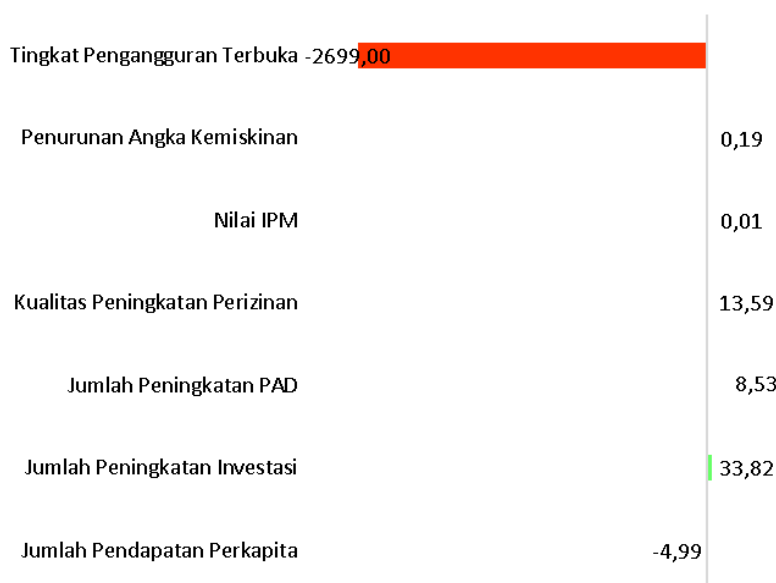 Tingkat Pengangguran Terbuka -2699,00
Penurunan Angka Kemiskinan 0,19
Nilai IPM 0,01
Kualitas Peningkatan Perizinan 13,59
Jumlah Peningkatan PAD 8,53
Jumlah Peningkatan Investasi 33,82
Jumlah Pendapatan Perkapita -4,99